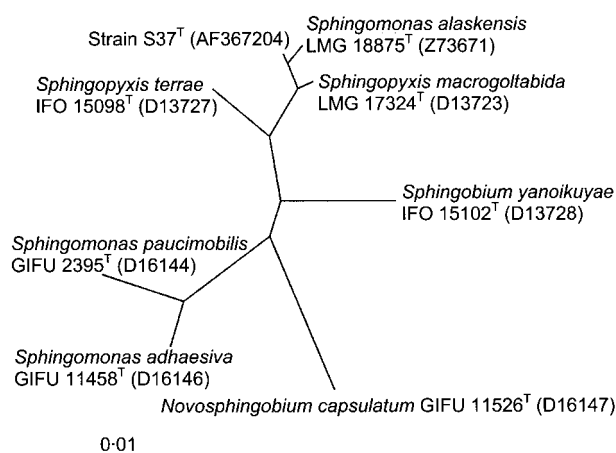 Strain S37ᵀ (AF367204)
Sphingomonas alaskensis
LMG 18875ᵀ (Z73671)
Sphingopyxis terrae
IFO 15098ᵀ (D13727)
Sphingopyxis macrogoltabida
LMG 17324ᵀ (D13723)
Sphingobium yanoikuyae
IFO 15102ᵀ (D13728)
Sphingomonas paucimobilis
GIFU 2395ᵀ (D16144)
Sphingomonas adhaesiva
GIFU 11458ᵀ (D16146)
Novosphingobium capsulatum GIFU 11526ᵀ (D16147)
0·01